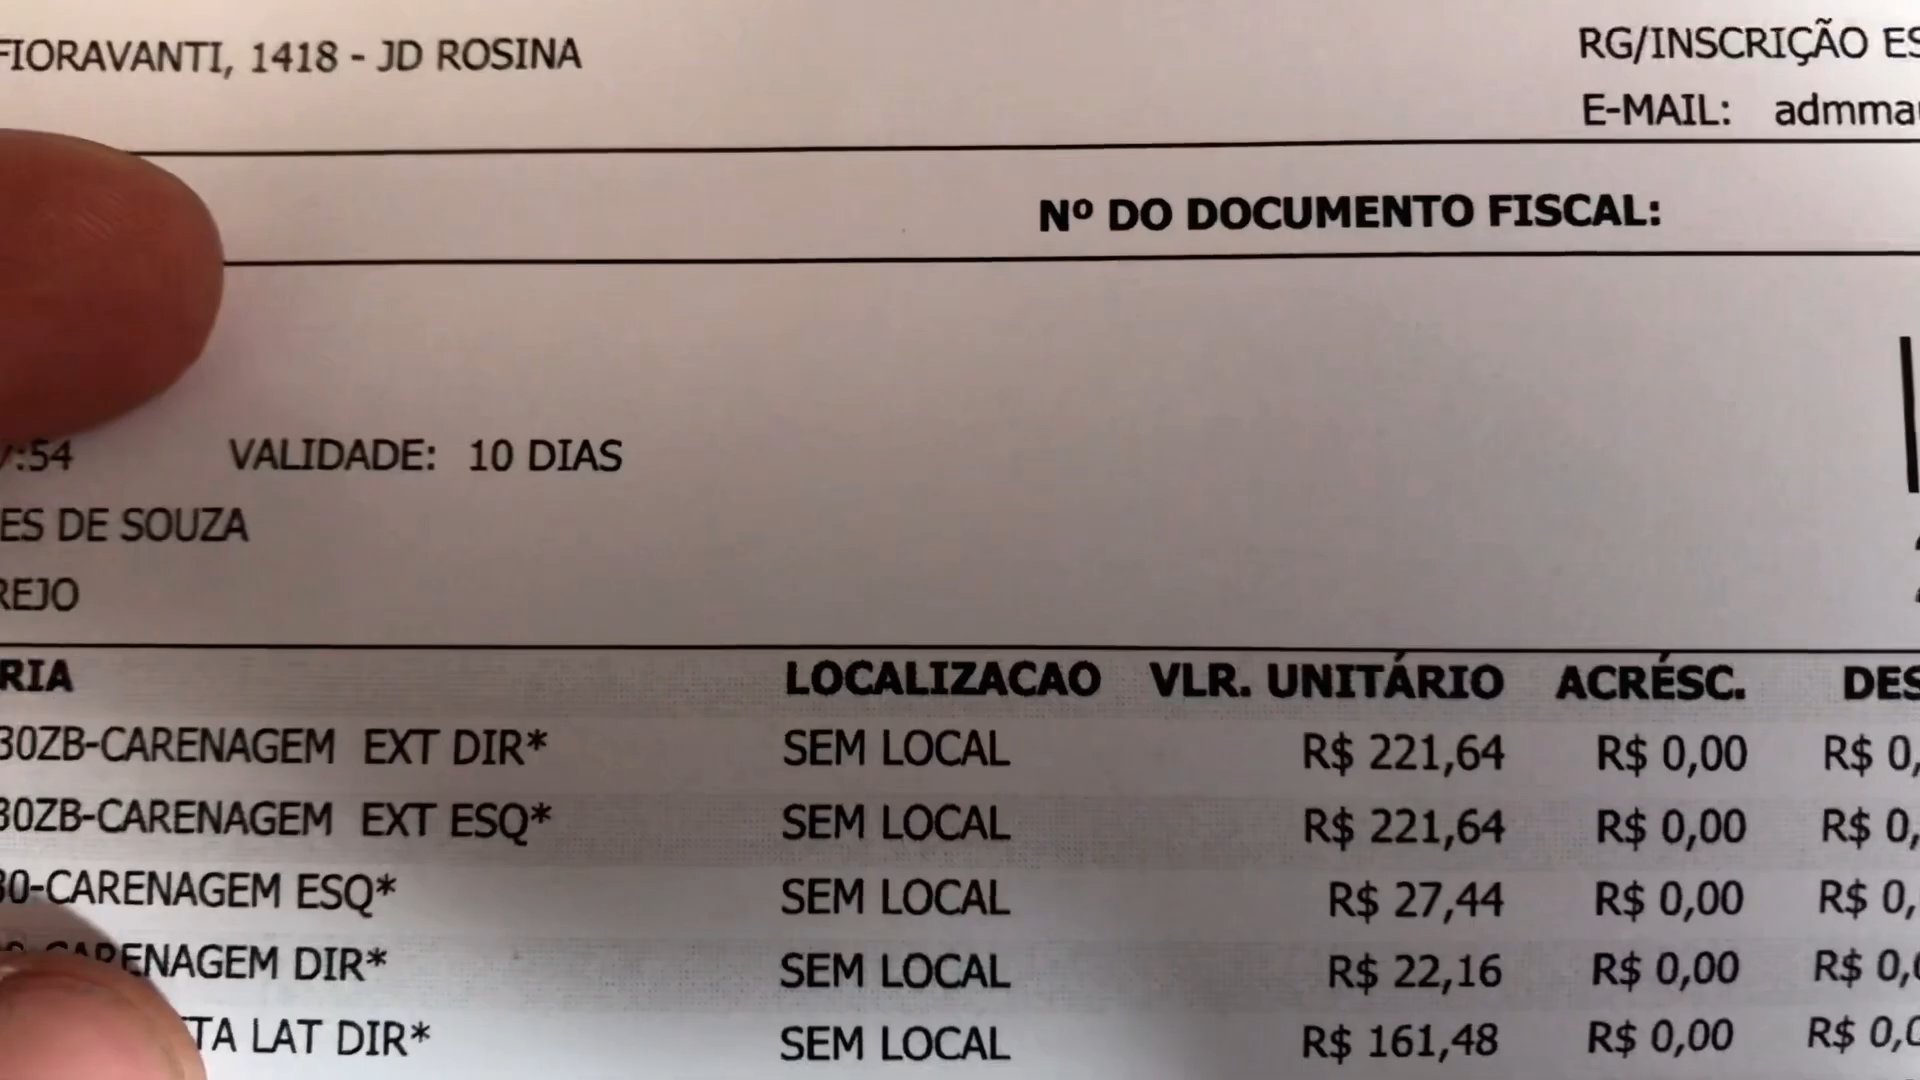 FIORAVANTI, 1418 - JD ROSINA
RG/INSCRIÇÃO ES
E-MAIL: admmau
Nº DO DOCUMENTO FISCAL:
:54 VALIDADE: 10 DIAS
ES DE SOUZA
REJO
RIA LOCALIZACAO VLR. UNITÁRIO ACRÉSC. DES
30ZB-CARENAGEM EXT DIR* SEM LOCAL R$ 221,64 R$ 0,00 R$ 0,
30ZB-CARENAGEM EXT ESQ* SEM LOCAL R$ 221,64 R$ 0,00 R$ 0,
30-CARENAGEM ESQ* SEM LOCAL R$ 27,44 R$ 0,00 R$ 0,
CARENAGEM DIR* SEM LOCAL R$ 22,16 R$ 0,00 R$ 0,0
TA LAT DIR* SEM LOCAL R$ 161,48 R$ 0,00 R$ 0,0